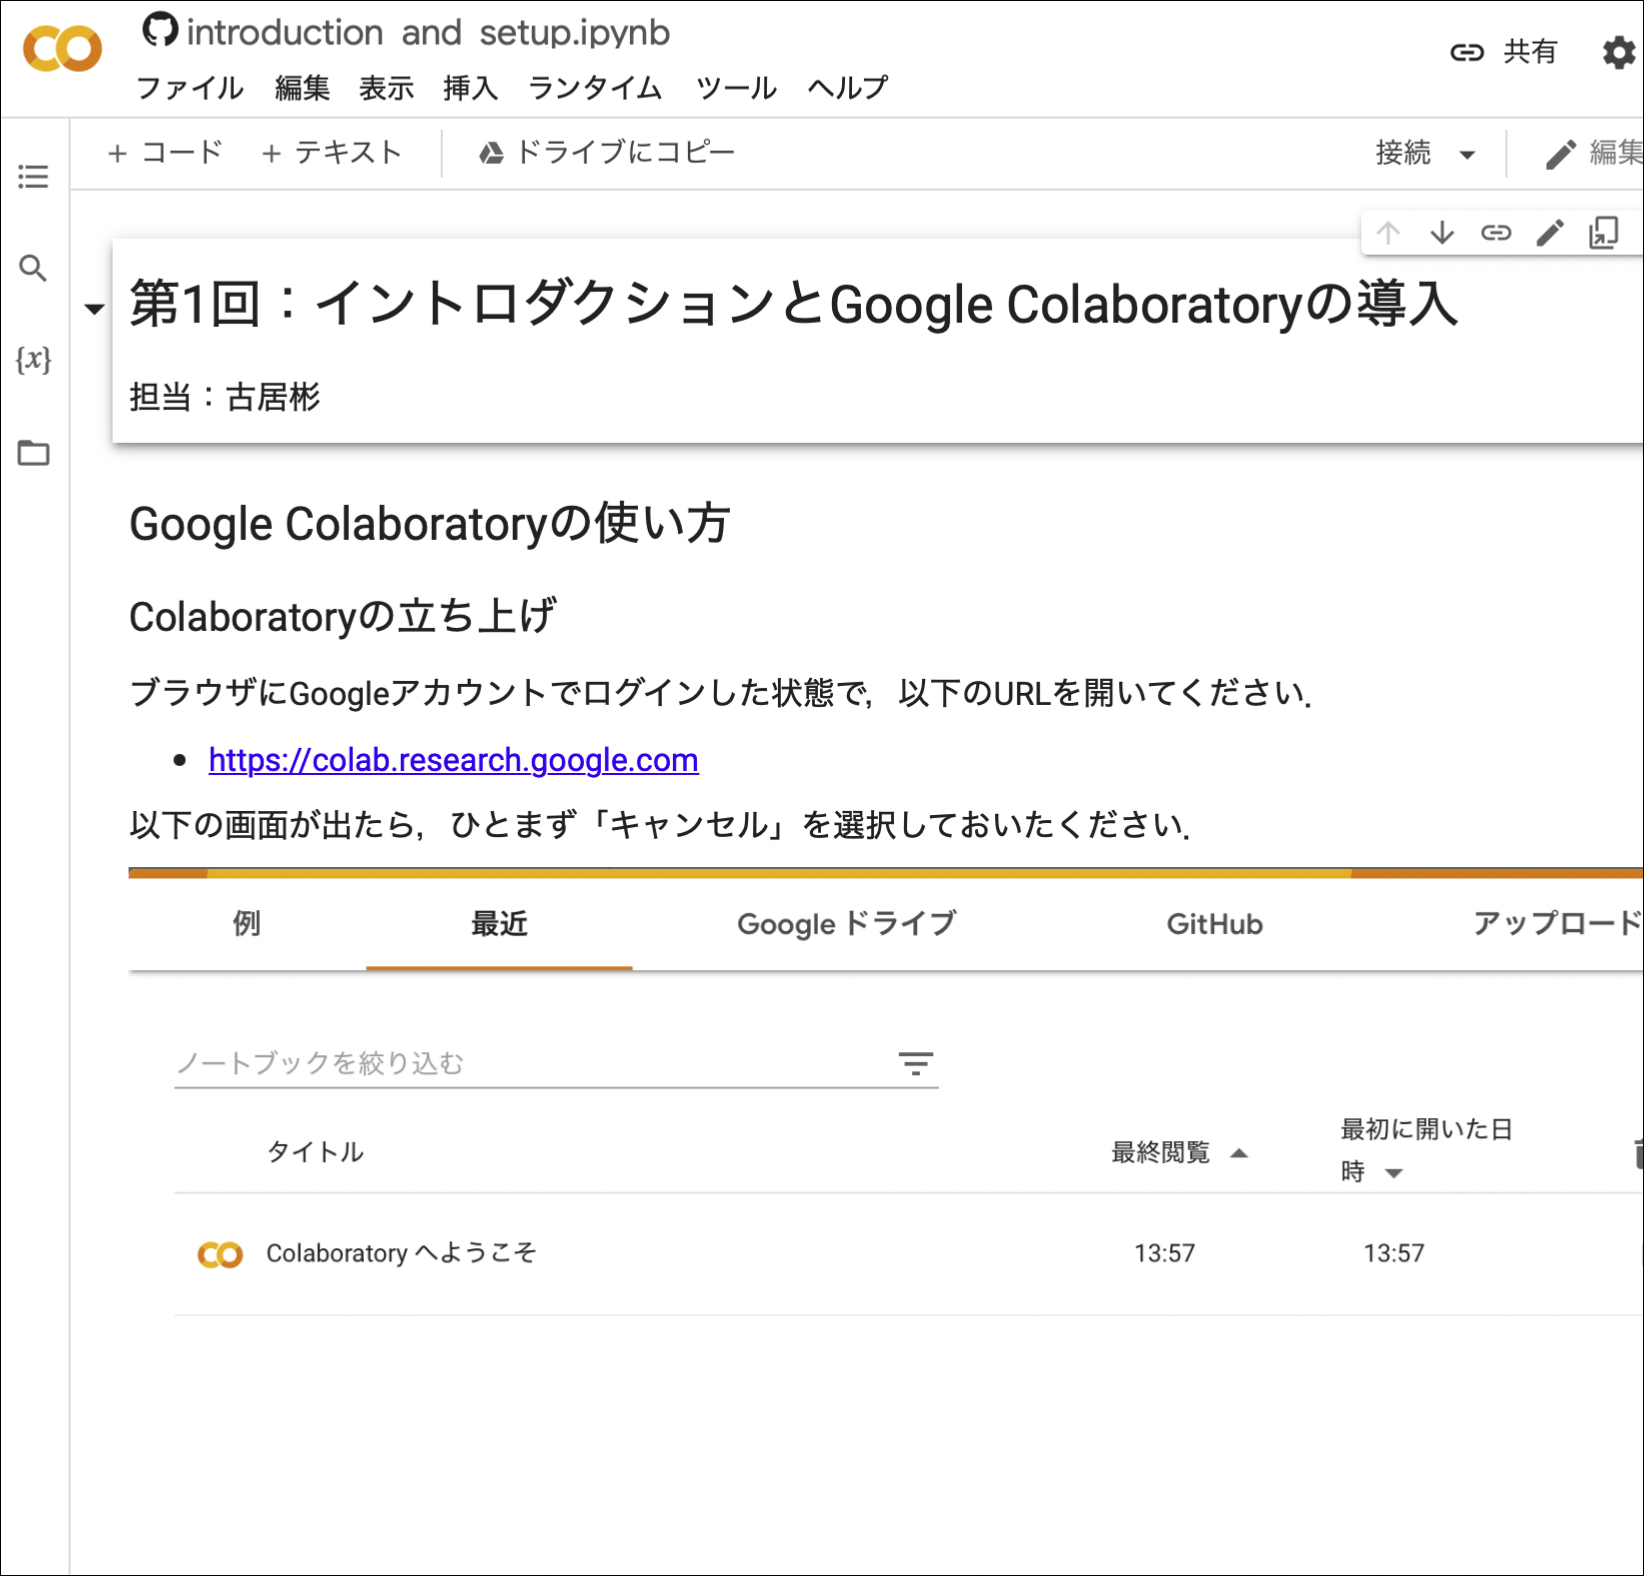 introduction and setup.ipynb
共有
ファイル 編集 表示 挿入 ランタイム ツール ヘルプ
+ コード + テキスト ドライブにコピー 接続 編集
{x}
第1回：イントロダクションとGoogle Colaboratoryの導入
担当：古居彬
Google Colaboratoryの使い方
Colaboratoryの立ち上げ
ブラウザにGoogleアカウントでログインした状態で，以下のURLを開いてください．
• https://colab.research.google.com
以下の画面が出たら，ひとまず「キャンセル」を選択しておいたください．
例 最近 Google ドライブ GitHub アップロード
ノートブックを絞り込む
タイトル 最終閲覧 最初に開いた日
時
Colaboratory へようこそ 13:57 13:57